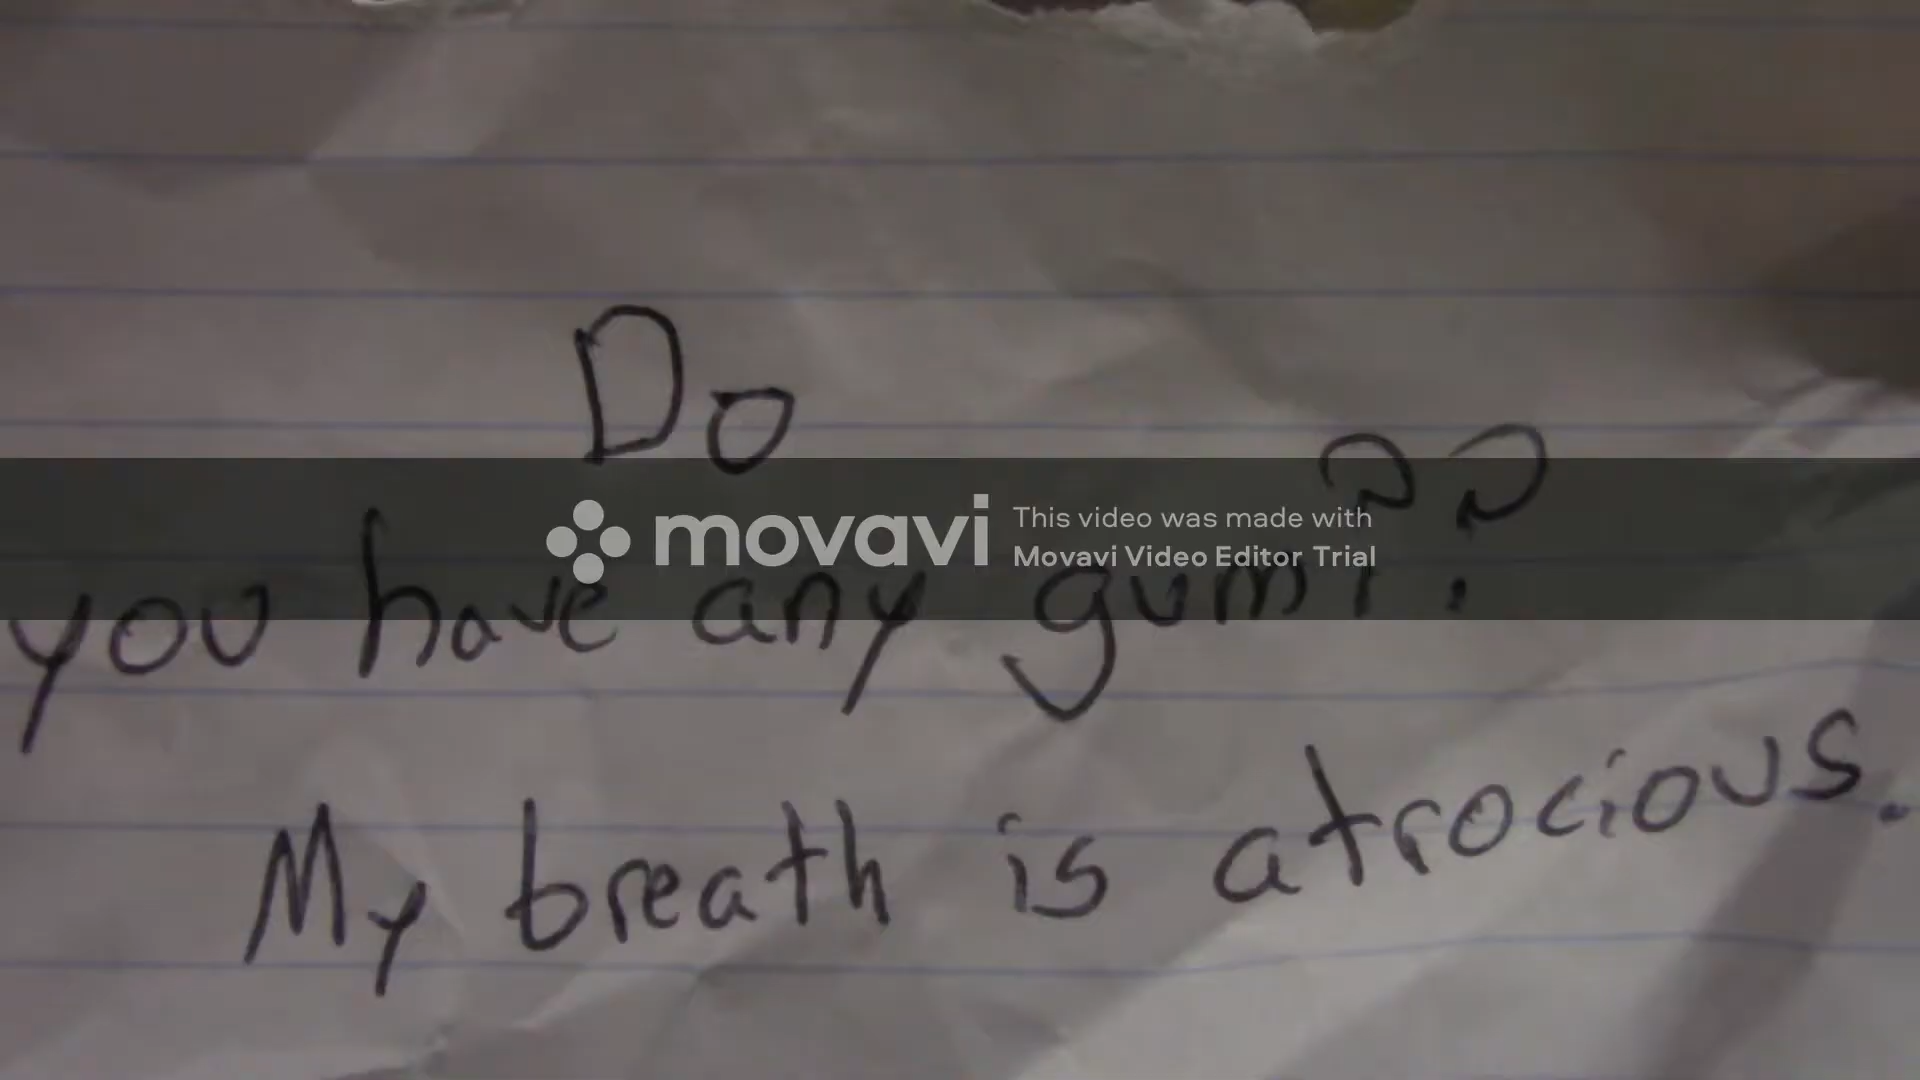 Do
movavi
This video was made with
Movavi Video Editor Trial
you have any gum??
My breath is atrocious.